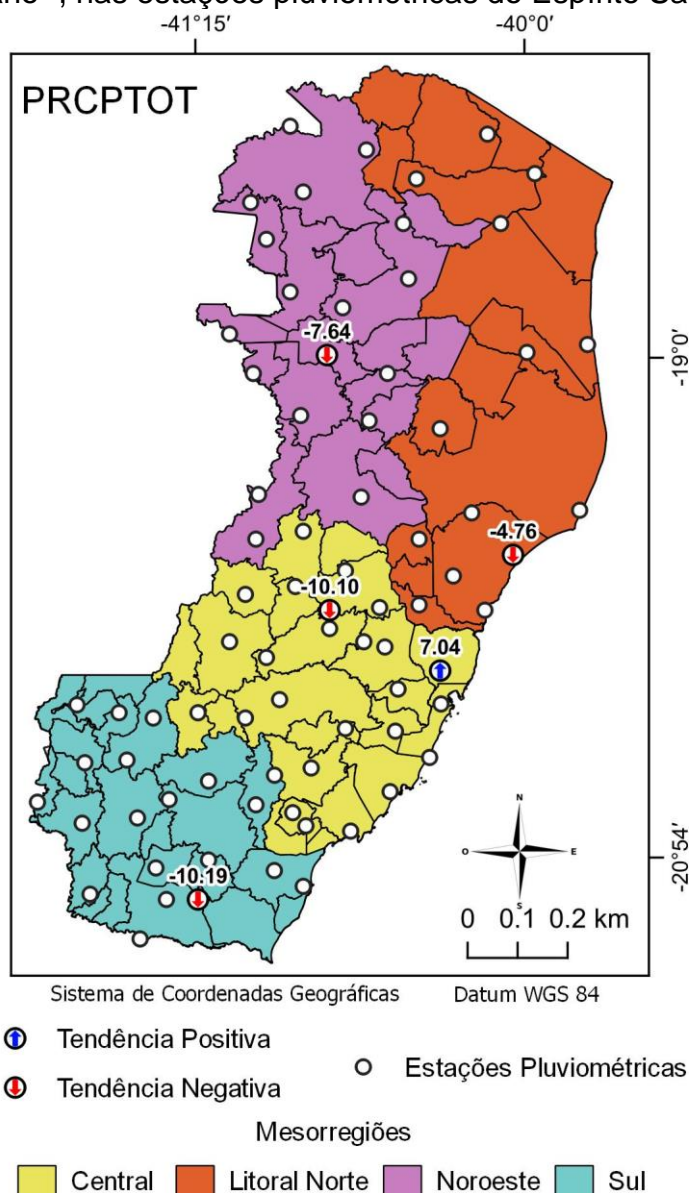 ano , nas estações pluviométricas do Espírito Sa
-41°15′ -40°0′
PRCPTOT
-7.64
-19°0′
-4.76
-10.10
7.04
-10.19
-20°54′
N
O E
S
0 0.1 0.2 km
Sistema de Coordenadas Geográficas Datum WGS 84
Tendência Positiva
Estações Pluviométricas
Tendência Negativa
Mesorregiões
Central Litoral Norte Noroeste Sul